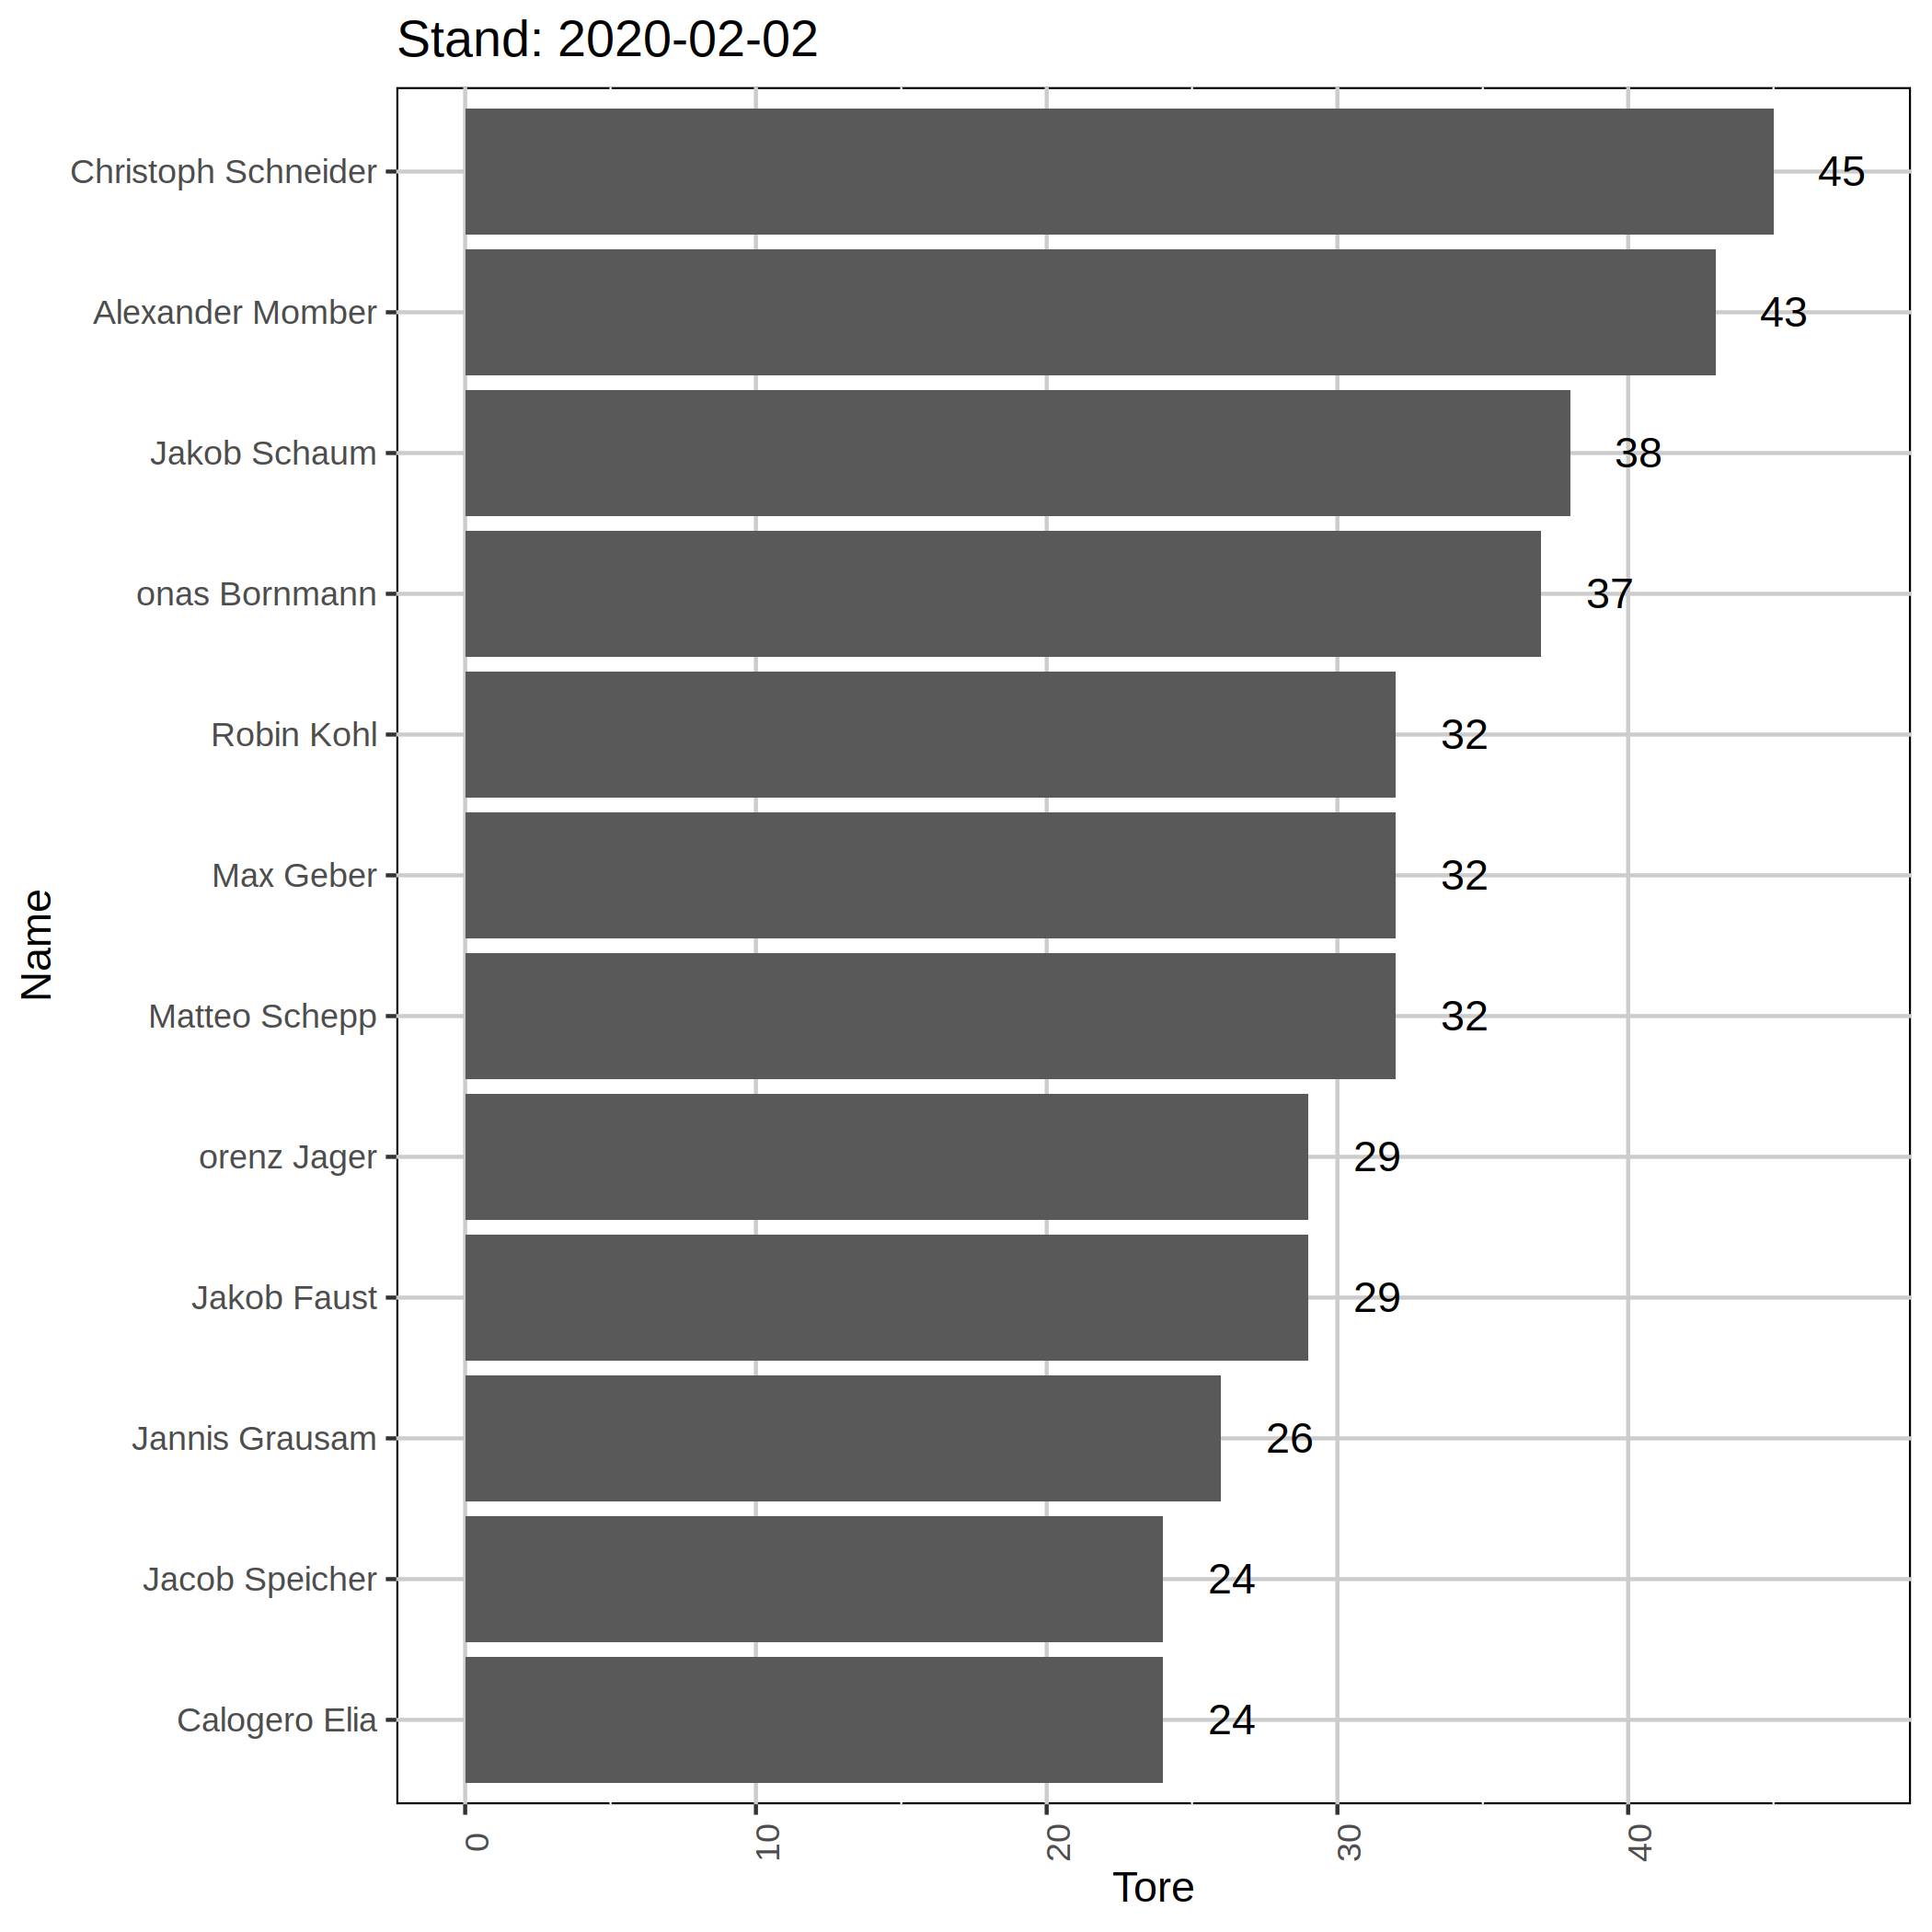 Stand: 2020-02-02
Christoph Schneider 45
Alexander Momber 43
Jakob Schaum 38
onas Bornmann 37
Robin Kohl 32
Max Geber 32
Matteo Schepp 32
orenz Jager 29
Jakob Faust 29
Jannis Grausam 26
Jacob Speicher 24
Calogero Elia 24
Name
0 10 20 30 40
Tore